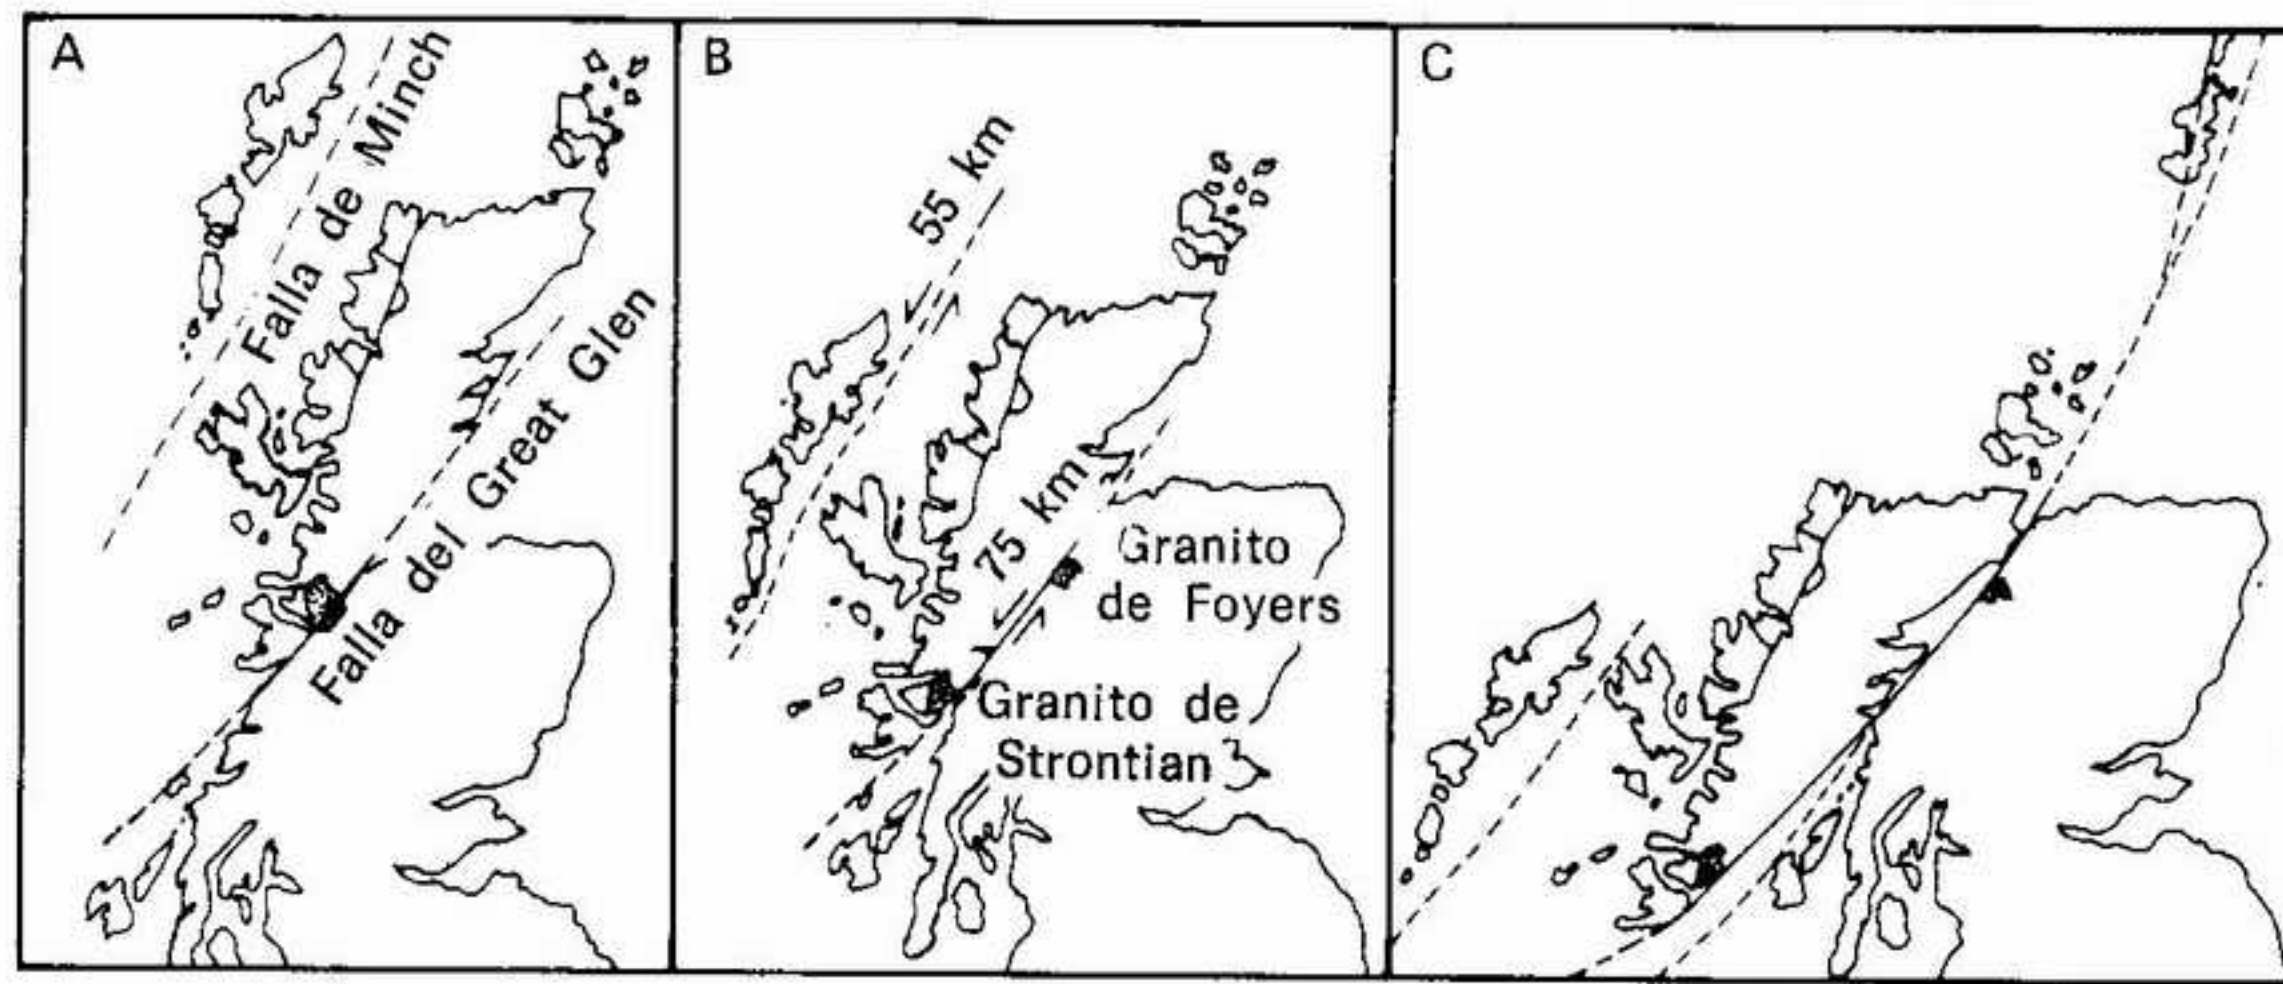 A
Falla de Minch
Falla del Great Glen
B
55 km
75 km
Granito
de Foyers
Granito de
Strontian
C